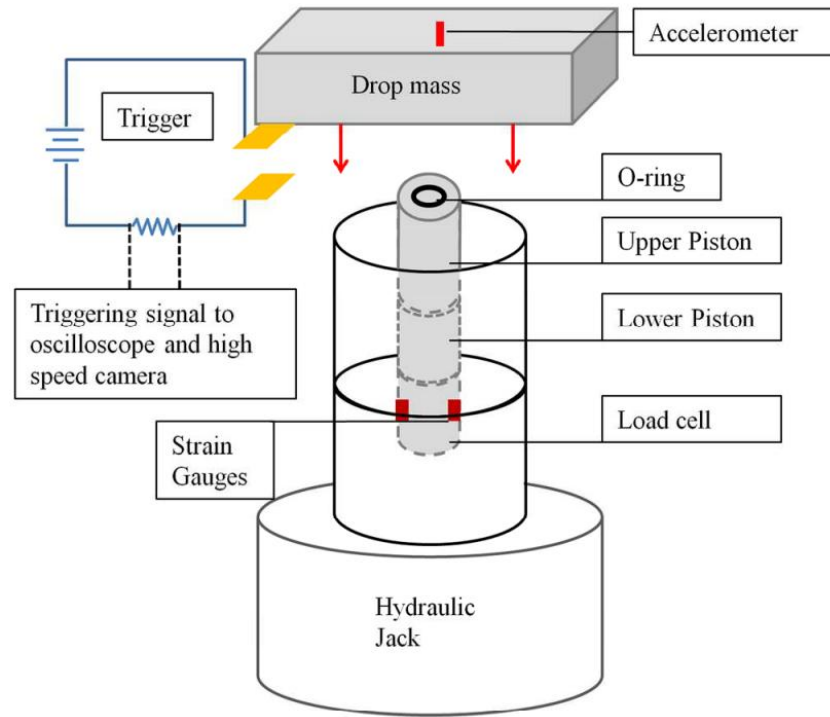 Accelerometer
Drop mass
Trigger
O-ring
Upper Piston
Triggering signal to
oscilloscope and high
speed camera
Lower Piston
Load cell
Strain
Gauges
Hydraulic
Jack